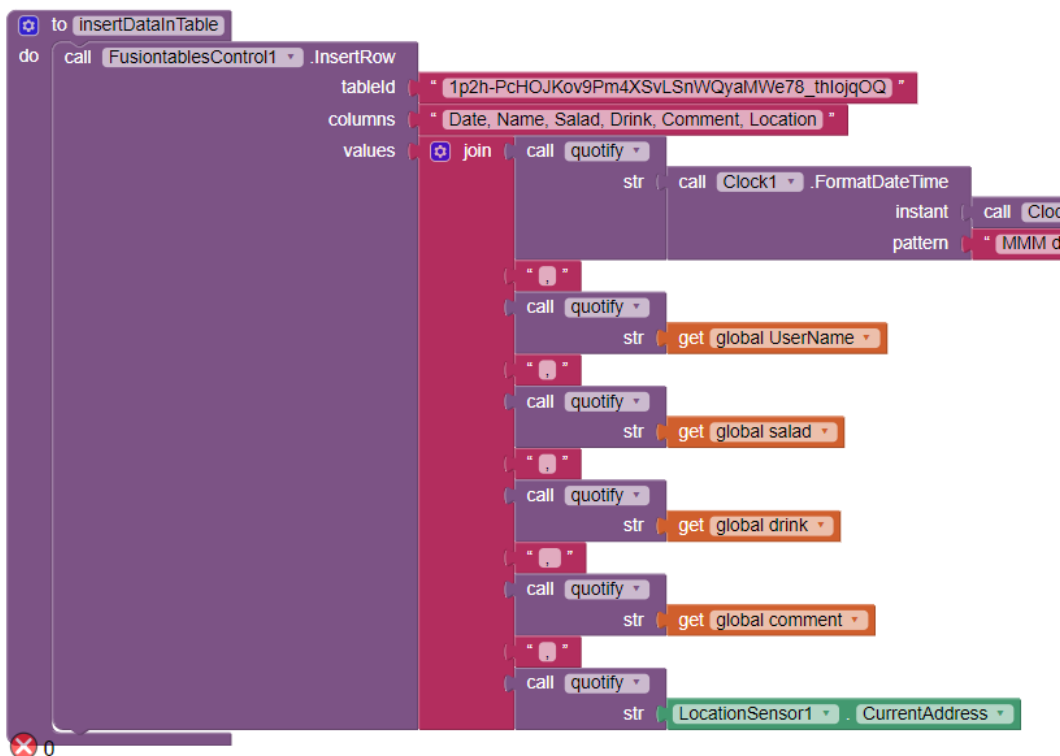 to insertDataInTable
do call FusiontablesControl1 .InsertRow
tableId " 1p2h-PcHOJKov9Pm4XSvLSnWQyaMWe78_thIojqOQ "
columns " Date, Name, Salad, Drink, Comment, Location "
values join call quotify
str call Clock1 .FormatDateTime
instant call Cloc
pattern " MMM d
" , "
call quotify
str get global UserName
" , "
call quotify
str get global salad
" , "
call quotify
str get global drink
" , "
call quotify
str get global comment
" , "
call quotify
str LocationSensor1 . CurrentAddress
0